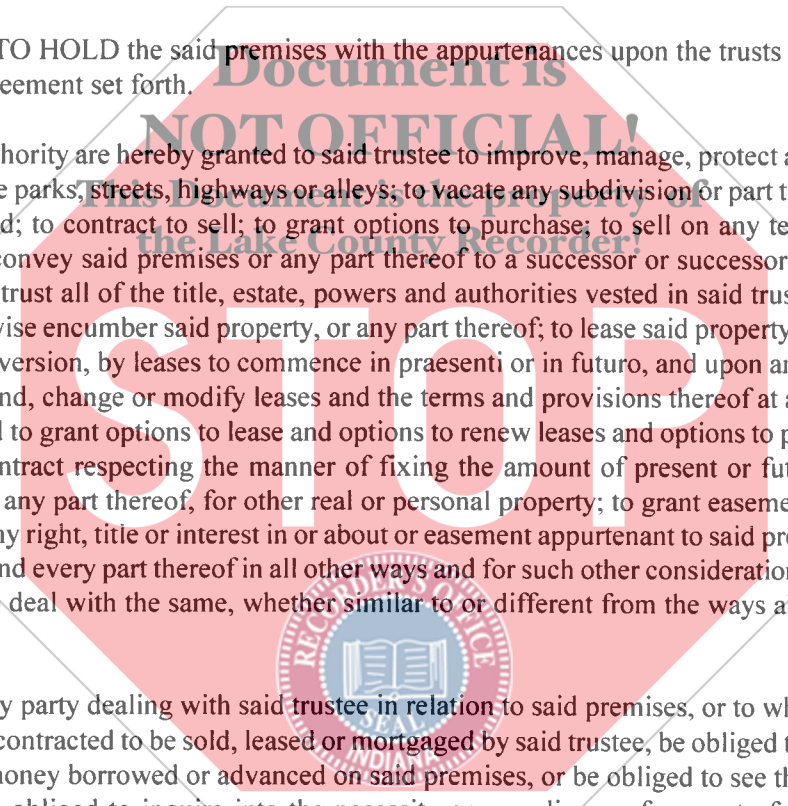 TO HOLD the said premises with the appurtenances upon the trusts
Document is
eement set forth.
NOT OFFICIAL!
hority are hereby granted to said trustee to improve, manage, protect a
e parks, streets, highways or alleys, to vacate any subdivision or part t
This Document is the property of
d; to contract to sell; to grant options to purchase; to sell on any te
the Lake County Recorder!
convey said premises or any part thereof to a successor or successor
trust all of the title, estate, powers and authorities vested in said trus
vise encumber said property, or any part thereof; to lease said property
version, by leases to commence in praesenti or in futuro, and upon an
nd, change or modify leases and the terms and provisions thereof at a
STOP
d to grant options to lease and options to renew leases and options to p
ntract respecting the manner of fixing the amount of present or fut
any part thereof, for other real or personal property; to grant easeme
ny right, title or interest in or about or easement appurtenant to said pre
nd every part thereof in all other ways and for such other consideration
deal with the same, whether similar to or different from the ways a
RECORDER'S OFFICE
SEAL
INDIANA
y party dealing with said trustee in relation to said premises, or to wh
contracted to be sold, leased or mortgaged by said trustee, be obliged t
money borrowed or advanced on said premises, or be obliged to see th